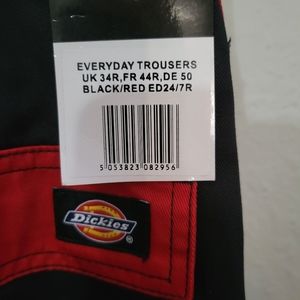 EVERYDAY TROUSERS
UK 34R,FR 44R,DE 50
BLACK/RED ED24/7R
5 053823 082956
Dickies